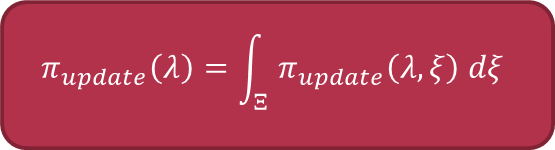 π_update(λ) = ∫_Ξ π_update(λ, ξ) dξ